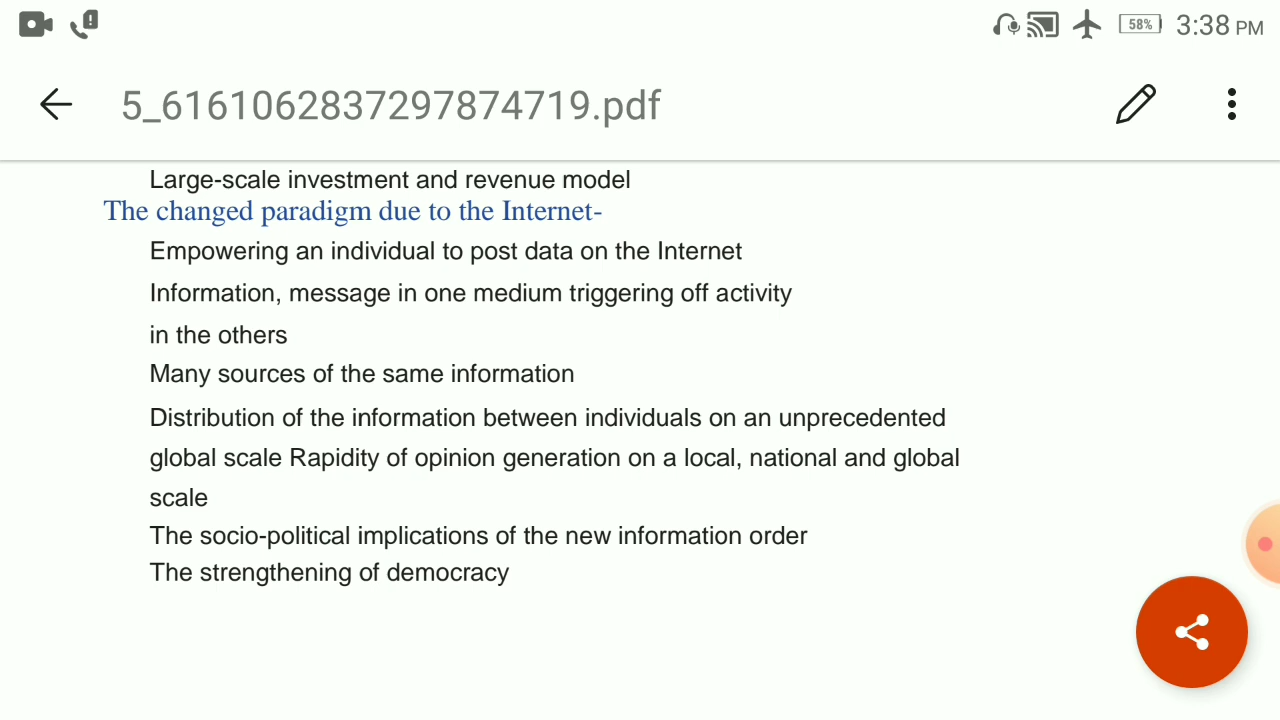 58% 3:38 PM
5_6161062837297874719.pdf
Large-scale investment and revenue model
The changed paradigm due to the Internet-
Empowering an individual to post data on the Internet
Information, message in one medium triggering off activity
in the others
Many sources of the same information
Distribution of the information between individuals on an unprecedented
global scale Rapidity of opinion generation on a local, national and global
scale
The socio-political implications of the new information order
The strengthening of democracy